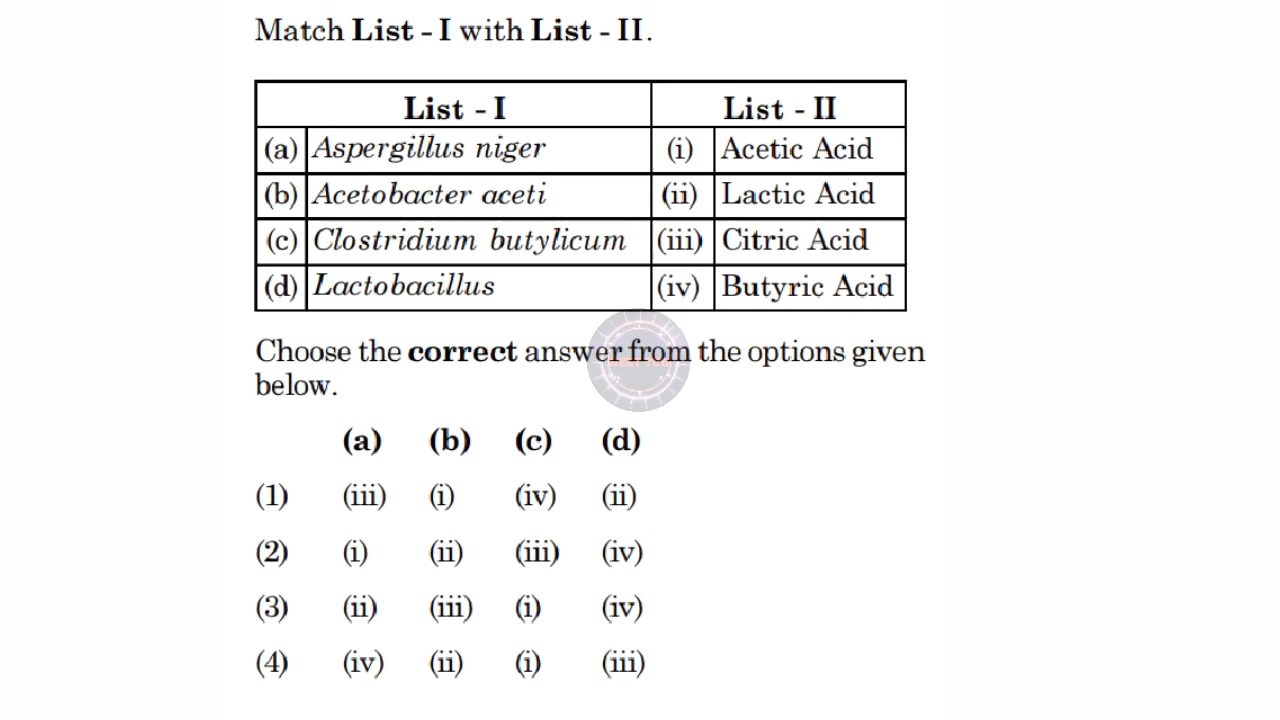 Match List - I with List - II.
List - I List - II
(a) Aspergillus niger (i) Acetic Acid
(b) Acetobacter aceti (ii) Lactic Acid
(c) Clostridium butylicum (iii) Citric Acid
(d) Lactobacillus (iv) Butyric Acid
Choose the correct answer from the options given
below.
(a) (b) (c) (d)
(1) (iii) (i) (iv) (ii)
(2) (i) (ii) (iii) (iv)
(3) (ii) (iii) (i) (iv)
(4) (iv) (ii) (i) (iii)